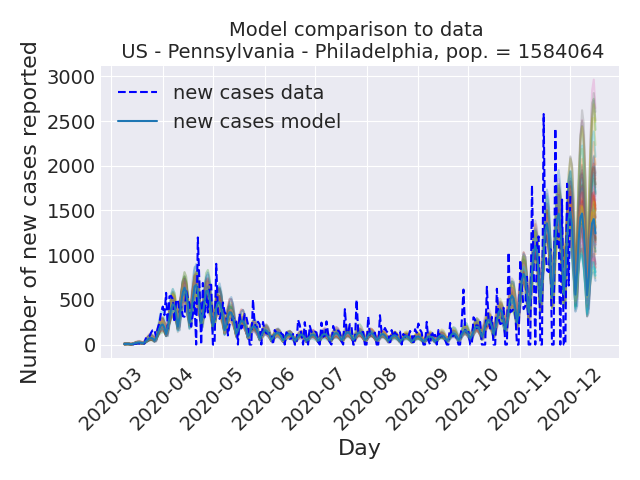 Model comparison to data
US - Pennsylvania - Philadelphia, pop. = 1584064
Number of new cases reported
3000
2500
2000
1500
1000
500
0
new cases data
new cases model
2020-03
2020-04
2020-05
2020-06
2020-07
2020-08
2020-09
2020-10
2020-11
2020-12
Day